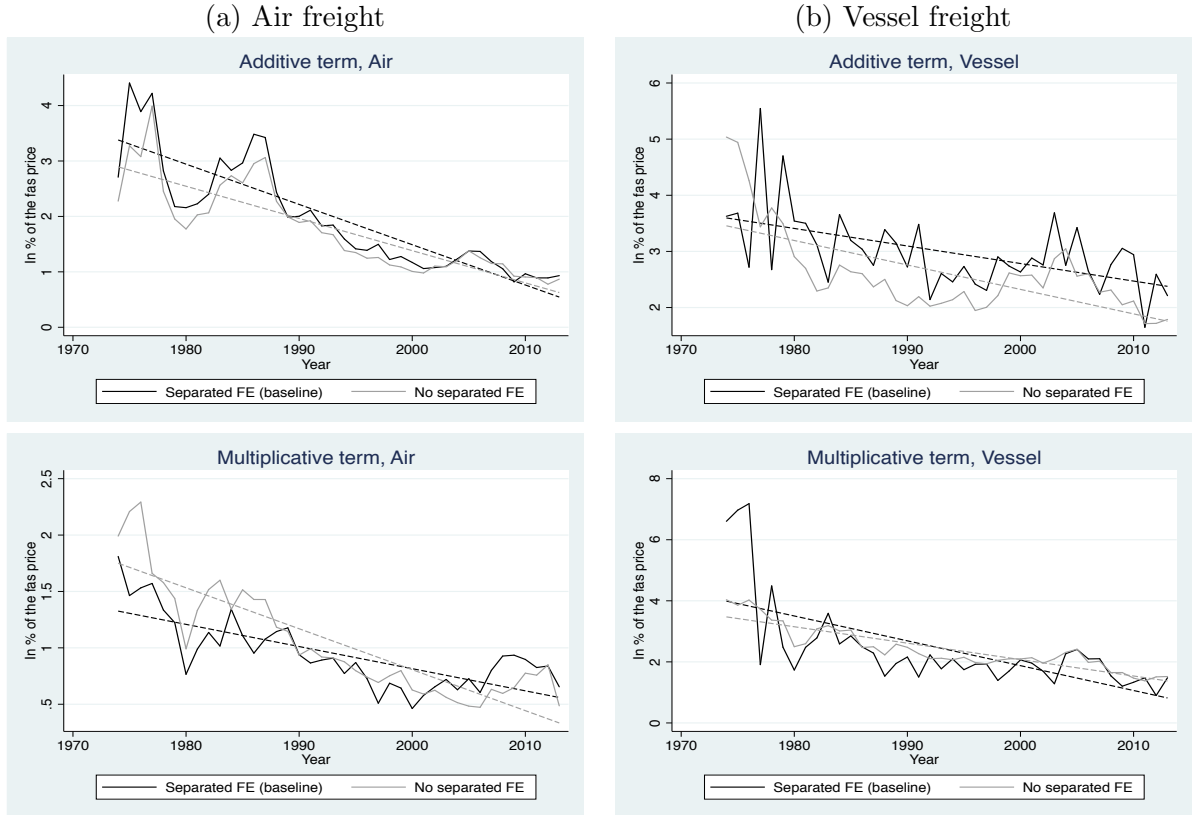 (a) Air freight
Additive term, Air
In % of the fas price
4
3
2
1
0
1970 1980 1990 2000 2010
Year
Separated FE (baseline) No separated FE
Multiplicative term, Air
In % of the fas price
2.5
2
1.5
1
.5
1970 1980 1990 2000 2010
Year
Separated FE (baseline) No separated FE
(b) Vessel freight
Additive term, Vessel
In % of the fas price
6
5
4
3
2
1970 1980 1990 2000 2010
Year
Separated FE (baseline) No separated FE
Multiplicative term, Vessel
In % of the fas price
8
6
4
2
0
1970 1980 1990 2000 2010
Year
Separated FE (baseline) No separated FE